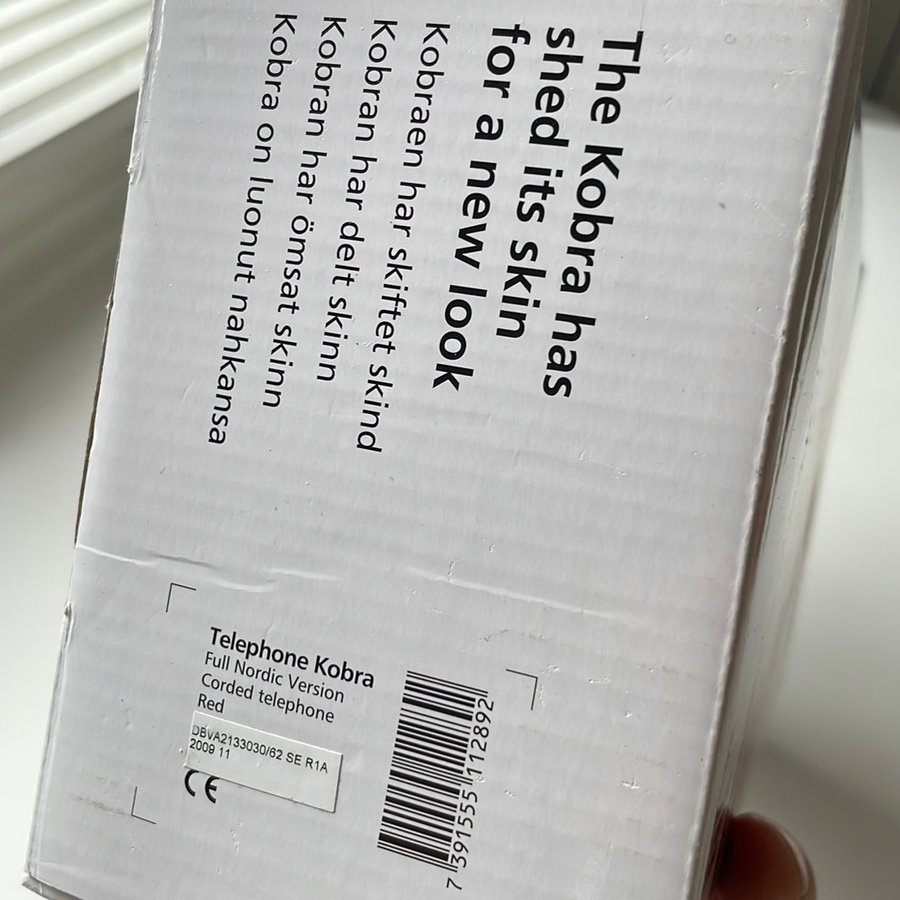 The Kobra has
shed its skin
for a new look
Kobraen har skiftet skind
Kobran har delt skinn
Kobran har ömsat skinn
Kobra on luonut nahkansa
Telephone Kobra
Full Nordic Version
Corded telephone
Red
DBVA2133030/62 SE R1A
2009 11
CE
7 391555 112892